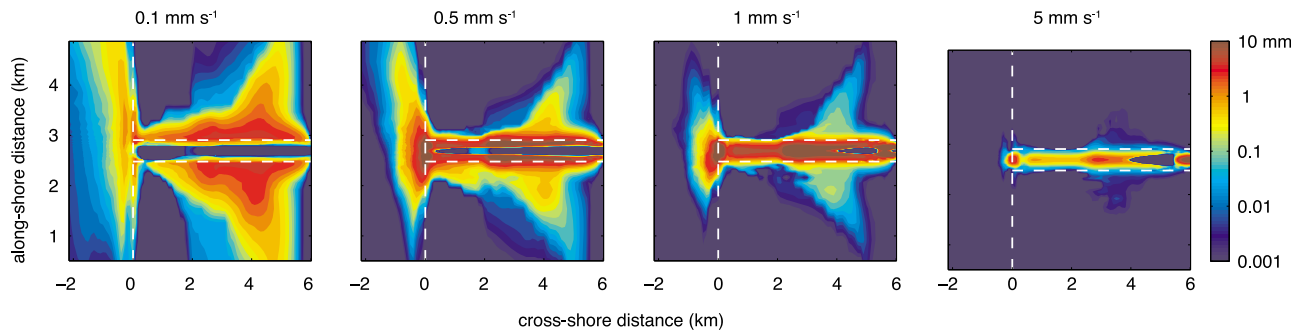 0.1 mm s⁻¹
0.5 mm s⁻¹
1 mm s⁻¹
5 mm s⁻¹
along-shore distance (km)
4
3
2
1
−2 0 2 4 6
−2 0 2 4 6
−2 0 2 4 6
−2 0 2 4 6
10 mm
1
0.1
0.01
0.001
cross-shore distance (km)